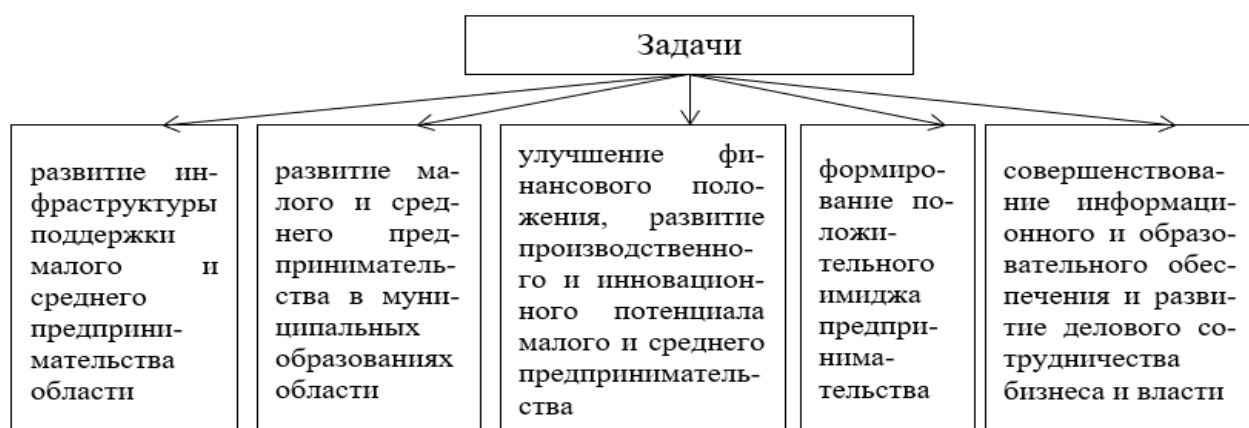 Задачи
развитие ин-
фраструктуры
поддержки
малого и
среднего
предприни-
мательства
области
развитие ма-
лого и сред-
него пред-
приниматель-
ства в муни-
ципальных
образованиях
области
улучшение фи-
нансового поло-
жения, развитие
производственно-
го и инновацион-
ного потенциала
малого и среднего
предприниматель-
ства
формиро-
вание по-
ложи-
тельного
имиджа
предпри-
нима-
тельства
совершенствова-
ние информаци-
онного и образо-
вательного обес-
печения и разви-
тие делового со-
трудничества
бизнеса и власти